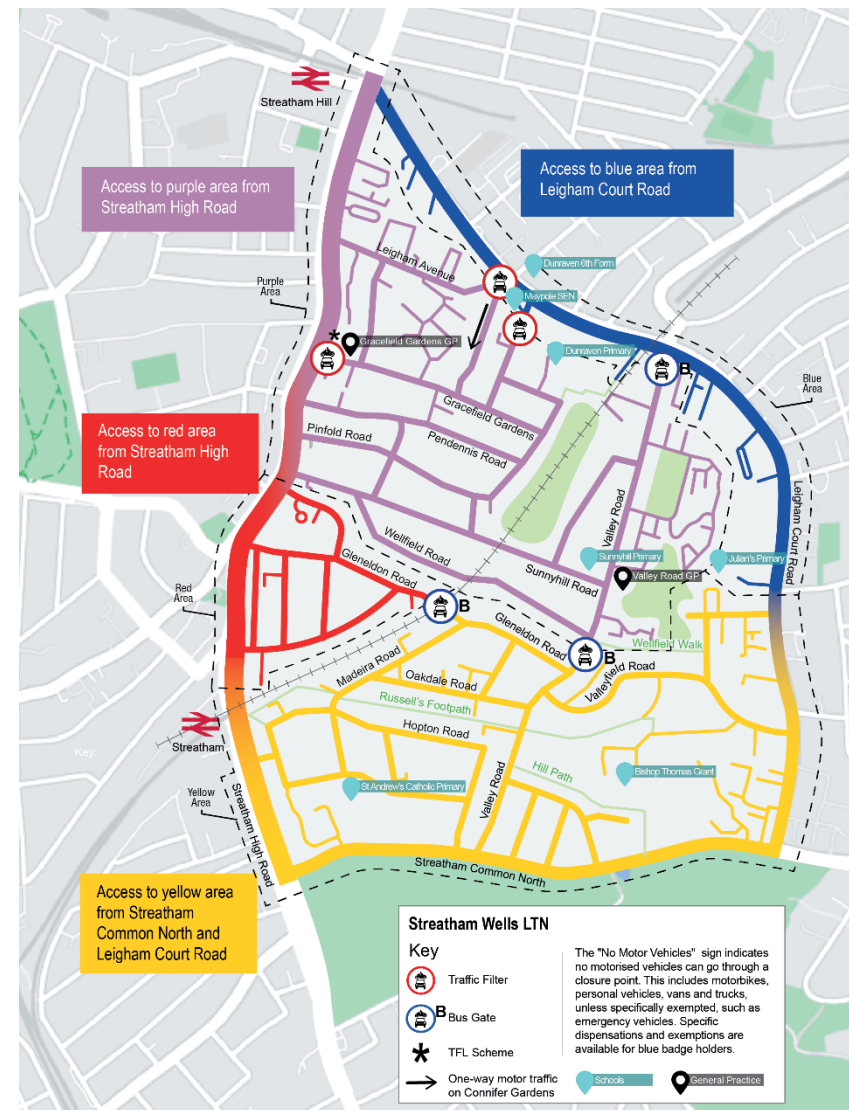 Streatham Hill
Access to purple area from
Streatham High Road
Access to blue area from
Leigham Court Road
Leigham Avenue
Dunraven 6th Form
Purple
Area
Maypole SEN
*
Gracefield Gardens GP
Dunraven Primary
B
Blue
Area
Access to red area
from Streatham High
Road
Gracefield Gardens
Pinfold Road
Pendennis Road
Leigham Court Road
Valley Road
Wellfield Road
Sunnyhill Primary
Julian's Primary
Sunnyhill Road
Valley Road GP
Gleneldon Road
Red
Area
B
Gleneldon Road
Wellfield Walk
B
Madeira Road
Valleyfield Road
Oakdale Road
Russell's Footpath
Hopton Road
Streatham
Key.
Hill Path
Bishop Thomas Grant
Yellow
Area
St Andrew's Catholic Primary
Valley Road
Streatham High Road
Streatham Common North
Access to yellow area
from Streatham
Common North and
Leigham Court Road
Streatham Wells LTN
Key
Traffic Filter
B Bus Gate
* TFL Scheme
One-way motor traffic
on Connifer Gardens
The "No Motor Vehicles" sign indicates
no motorised vehicles can go through a
closure point. This includes motorbikes,
personal vehicles, vans and trucks,
unless specifically exempted, such as
emergency vehicles. Specific
dispensations and exemptions are
available for blue badge holders.
Schools
General Practice